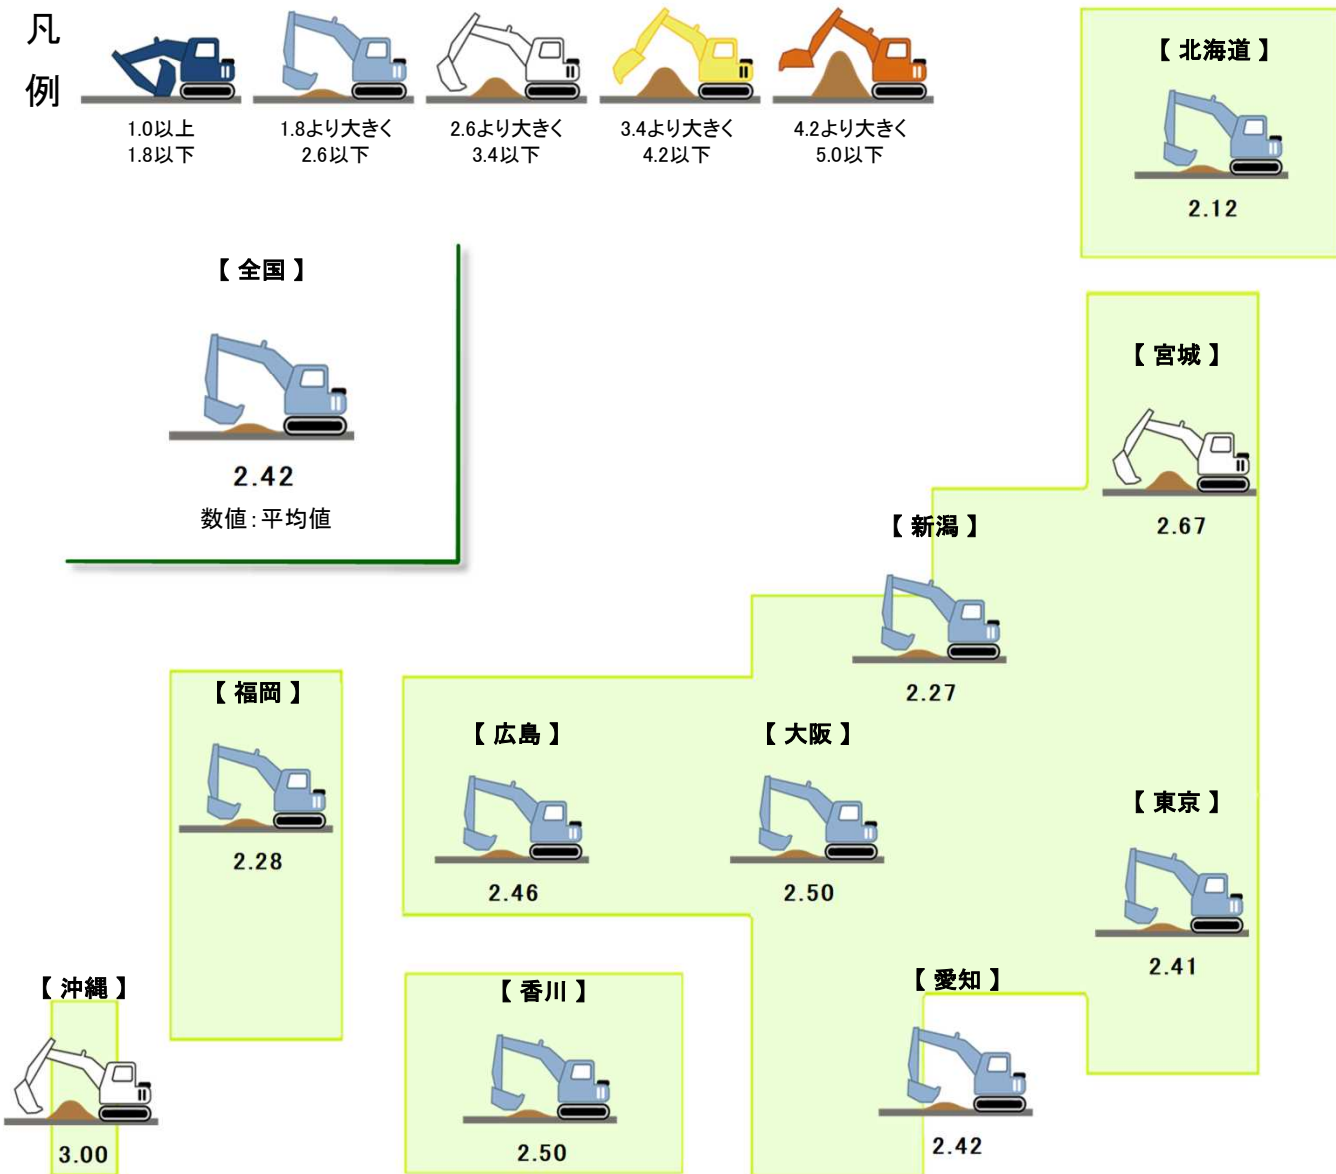 凡
例
1.0以上
1.8以下
1.8より大きく
2.6以下
2.6より大きく
3.4以下
3.4より大きく
4.2以下
4.2より大きく
5.0以下
【 北海道 】
2.12
【 全国 】
2.42
数値:平均値
【 宮城 】
2.67
【 新潟 】
2.27
【 福岡 】
2.28
【 広島 】
2.46
【 大阪 】
2.50
【 東京 】
2.41
【 沖縄 】
3.00
【 香川 】
2.50
【 愛知 】
2.42